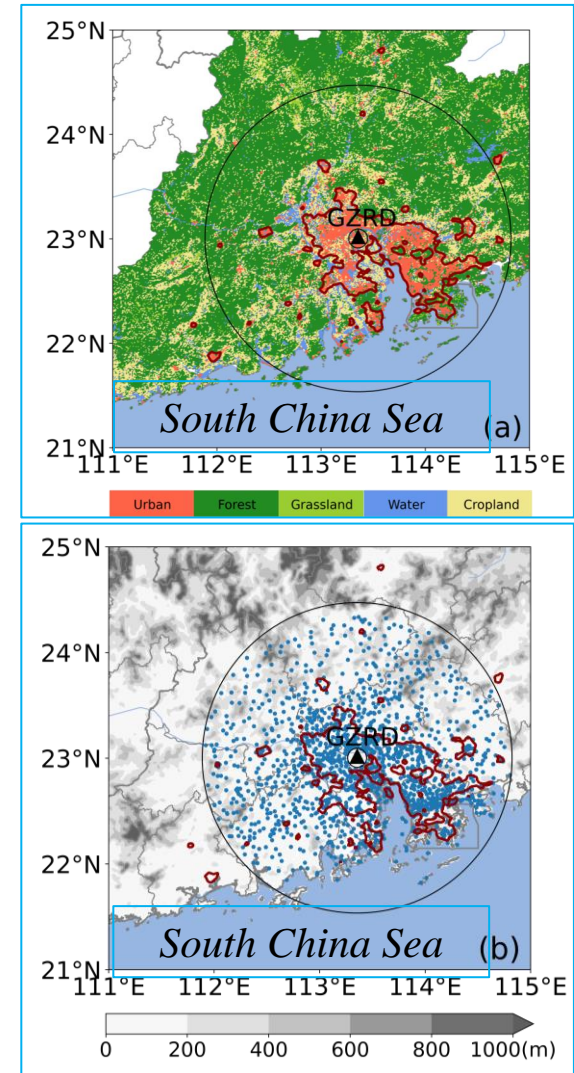 25°N
24°N
GZRD
23°N
22°N
South China Sea (a)
21°N
111°E 112°E 113°E 114°E 115°E
Urban Forest Grassland Water Cropland
25°N
24°N
GZRD
23°N
22°N
South China Sea (b)
21°N
111°E 112°E 113°E 114°E 115°E
0 200 400 600 800 1000(m)